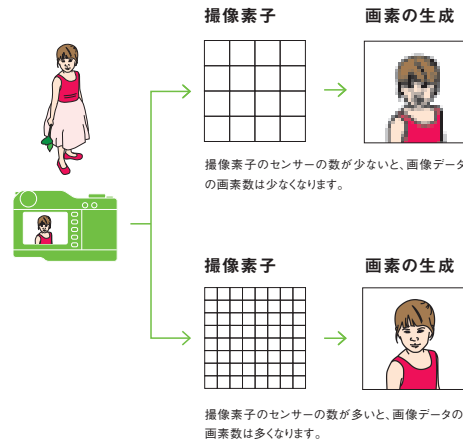 撮像素子
画素の生成
撮像素子のセンサーの数が少ないと、画像データ
の画素数は少なくなります。
撮像素子
画素の生成
撮像素子のセンサーの数が多いと、画像データの
画素数は多くなります。